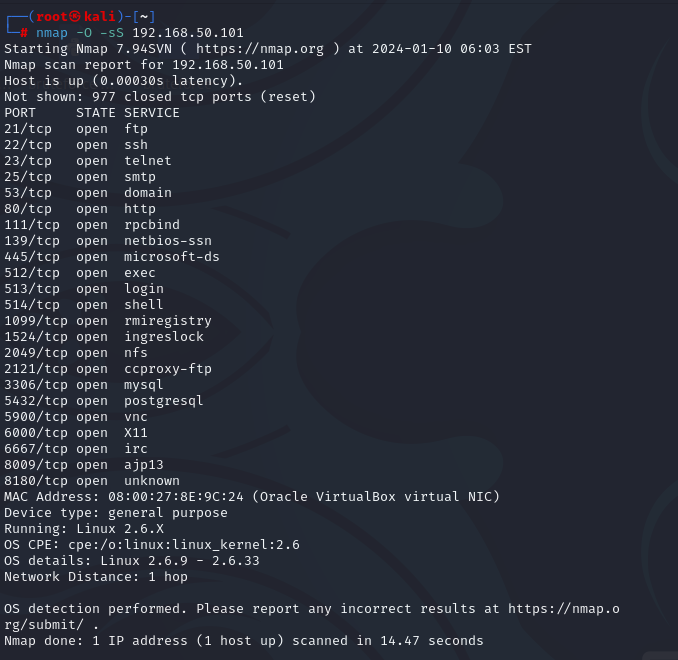 ┌──(root㉿kali)-[~]
└─# nmap -O -sS 192.168.50.101
Starting Nmap 7.94SVN ( https://nmap.org ) at 2024-01-10 06:03 EST
Nmap scan report for 192.168.50.101
Host is up (0.00030s latency).
Not shown: 977 closed tcp ports (reset)
PORT     STATE SERVICE
21/tcp   open  ftp
22/tcp   open  ssh
23/tcp   open  telnet
25/tcp   open  smtp
53/tcp   open  domain
80/tcp   open  http
111/tcp  open  rpcbind
139/tcp  open  netbios-ssn
445/tcp  open  microsoft-ds
512/tcp  open  exec
513/tcp  open  login
514/tcp  open  shell
1099/tcp open  rmiregistry
1524/tcp open  ingreslock
2049/tcp open  nfs
2121/tcp open  ccproxy-ftp
3306/tcp open  mysql
5432/tcp open  postgresql
5900/tcp open  vnc
6000/tcp open  X11
6667/tcp open  irc
8009/tcp open  ajp13
8180/tcp open  unknown
MAC Address: 08:00:27:8E:9C:24 (Oracle VirtualBox virtual NIC)
Device type: general purpose
Running: Linux 2.6.X
OS CPE: cpe:/o:linux:linux_kernel:2.6
OS details: Linux 2.6.9 - 2.6.33
Network Distance: 1 hop
OS detection performed. Please report any incorrect results at https://nmap.o
rg/submit/ .
Nmap done: 1 IP address (1 host up) scanned in 14.47 seconds